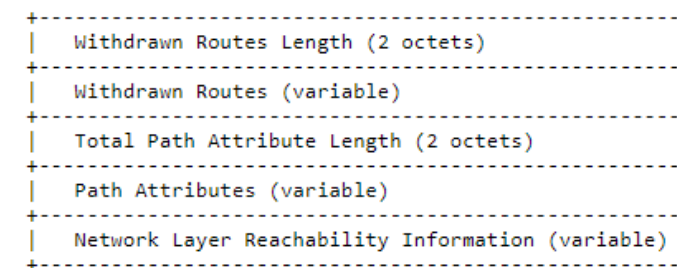 +-----------------------------------------------------
| Withdrawn Routes Length (2 octets)
+-----------------------------------------------------
| Withdrawn Routes (variable)
+-----------------------------------------------------
| Total Path Attribute Length (2 octets)
+-----------------------------------------------------
| Path Attributes (variable)
+-----------------------------------------------------
| Network Layer Reachability Information (variable)
+-----------------------------------------------------